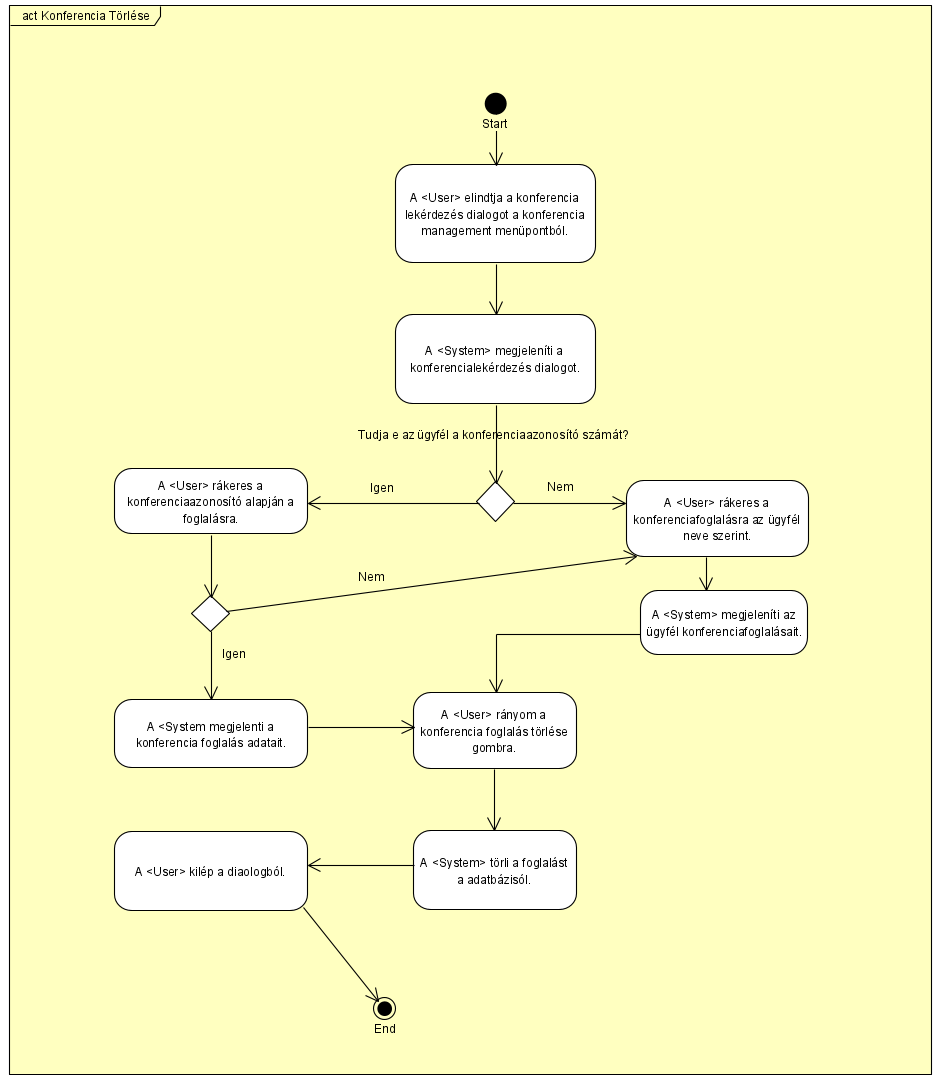 act Konferencia Törlése
Start
A <User> elindtja a konferencia
lekérdezés dialogot a konferencia
management menüpontból.
A <System> megjeleníti a
konferencialekérdezés dialogot.
Tudja e az ügyfél a konferenciaazonosító számát?
Igen
Nem
A <User> rákeres a
konferenciaazonosító alapján a
foglalásra.
A <User> rákeres a
konferenciafoglalásra az ügyfél
neve szerint.
Nem
A <System> megjeleníti az
ügyfél konferenciafoglalásait.
Igen
A <System megjelenti a
konferencia foglalás adatait.
A <User> rányom a
konferencia foglalás törlése
gombra.
A <User> kilép a diaologból.
A <System> törli a foglalást
a adatbázisól.
End